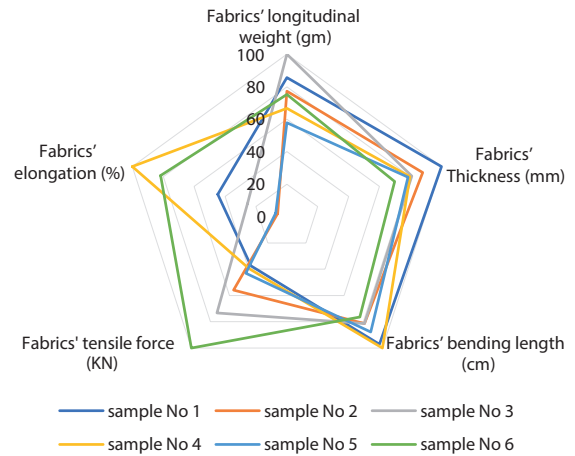 Fabrics’ longitudinal
weight (gm)
100
80
60
40
20
0
Fabrics’
elongation (%)
Fabrics’
Thickness (mm)
Fabrics' tensile force
(KN)
Fabrics’ bending length
(cm)
sample No 1
sample No 2
sample No 3
sample No 4
sample No 5
sample No 6